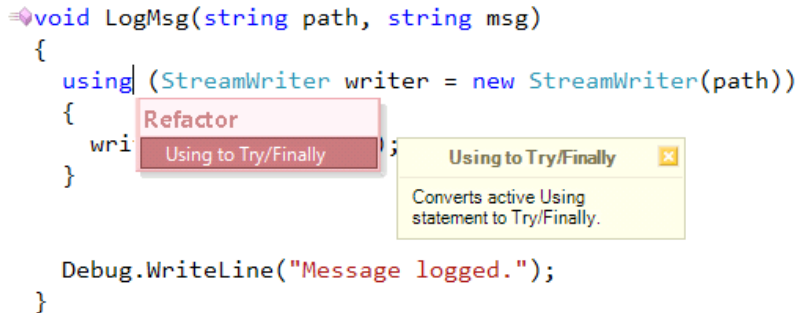 void LogMsg(string path, string msg)
{
using (StreamWriter writer = new StreamWriter(path))
{
Refactor
wri );
Using to Try/Finally
}
Using to Try/Finally
Converts active Using
statement to Try/Finally.
Debug.WriteLine("Message logged.");
}